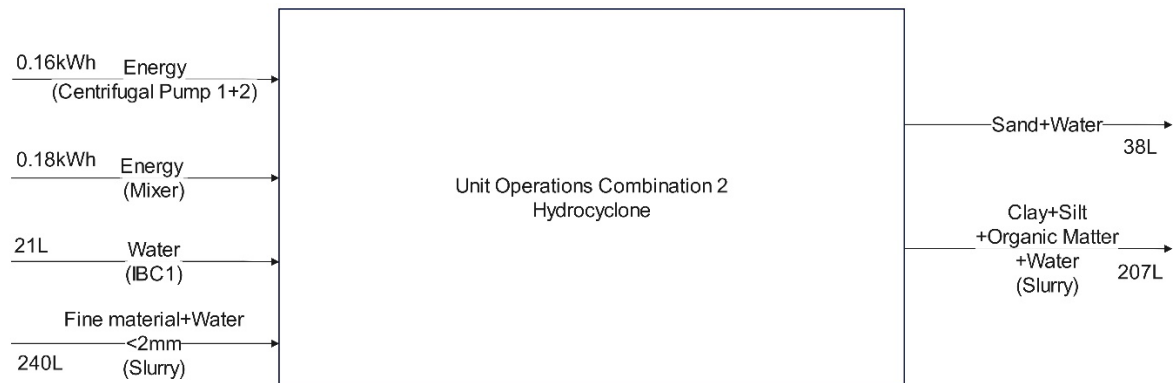 0.16kWh
Energy
(Centrifugal Pump 1+2)
0.18kWh
Energy
(Mixer)
21L
Water
(IBC1)
Fine material+Water
<2mm
(Slurry)
240L
Unit Operations Combination 2
Hydrocyclone
Sand+Water
38L
Clay+Silt
+Organic Matter
+Water
(Slurry)
207L